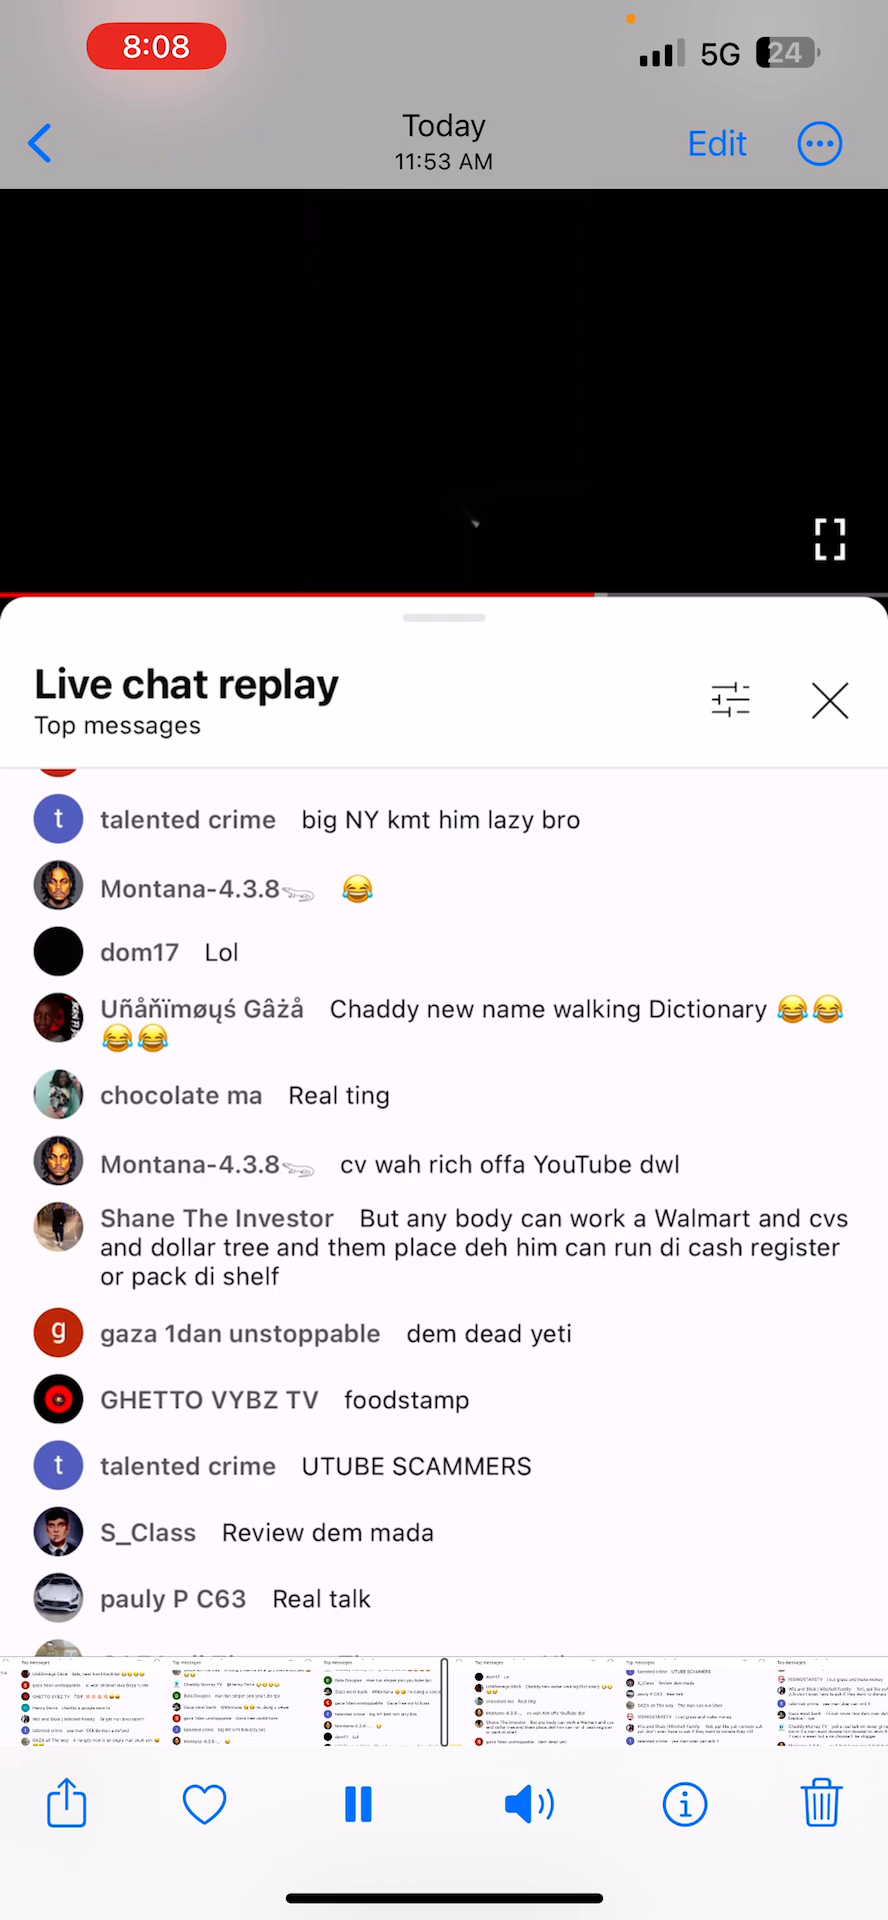 8:08
5G 24
Today
11:53 AM
Edit
Live chat replay
Top messages
t talented crime big NY kmt him lazy bro
Montana-4.3.8🐊 😂
dom17 Lol
Uñåñïmøųś Gâżå Chaddy new name walking Dictionary 😂😂
😂😂
chocolate ma Real ting
Montana-4.3.8🐊 cv wah rich offa YouTube dwl
Shane The Investor But any body can work a Walmart and cvs
and dollar tree and them place deh him can run di cash register
or pack di shelf
g gaza 1dan unstoppable dem dead yeti
GHETTO VYBZ TV foodstamp
t talented crime UTUBE SCAMMERS
S_Class Review dem mada
pauly P C63 Real talk